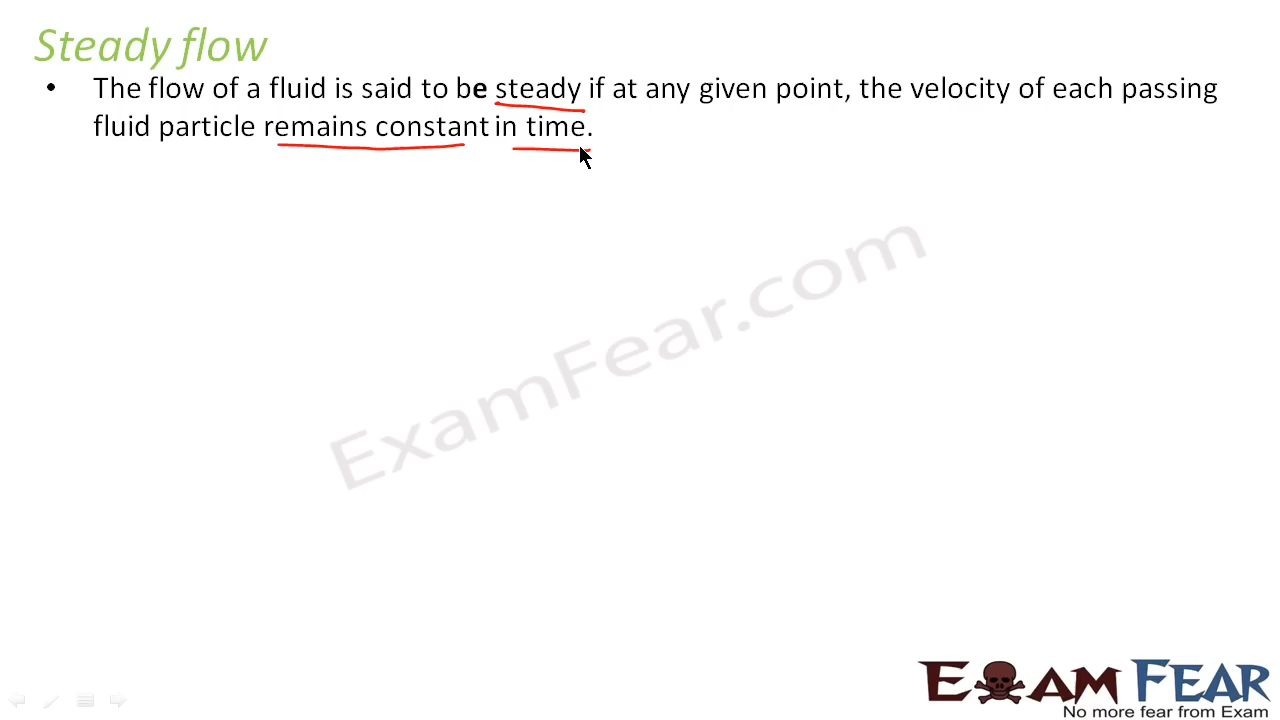 Steady flow
• The flow of a fluid is said to be steady if at any given point, the velocity of each passing
fluid particle remains constant in time.
ExamFear.com
EXAM FEAR
No more fear from Exam